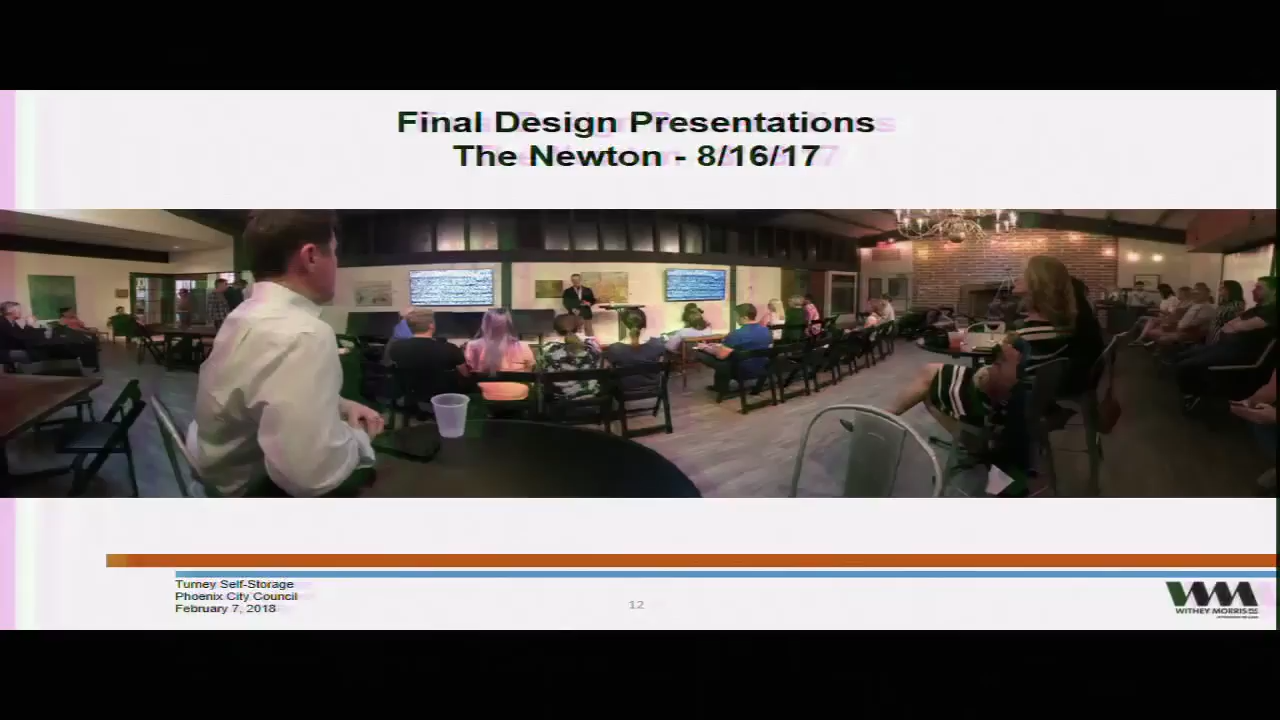 Final Design Presentations
The Newton - 8/16/17
Turney Self-Storage
Phoenix City Council
February 7, 2018
12
WITHEY MORRIS